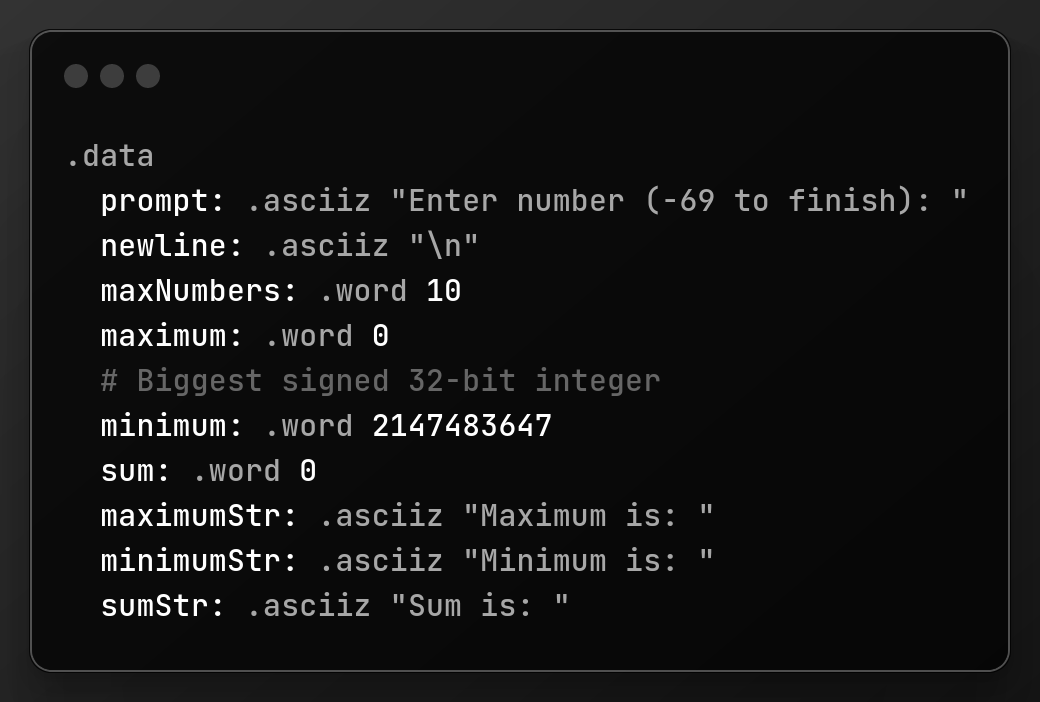 .data
prompt: .asciiz "Enter number (-69 to finish): "
newline: .asciiz "\n"
maxNumbers: .word 10
maximum: .word 0
# Biggest signed 32-bit integer
minimum: .word 2147483647
sum: .word 0
maximumStr: .asciiz "Maximum is: "
minimumStr: .asciiz "Minimum is: "
sumStr: .asciiz "Sum is: "